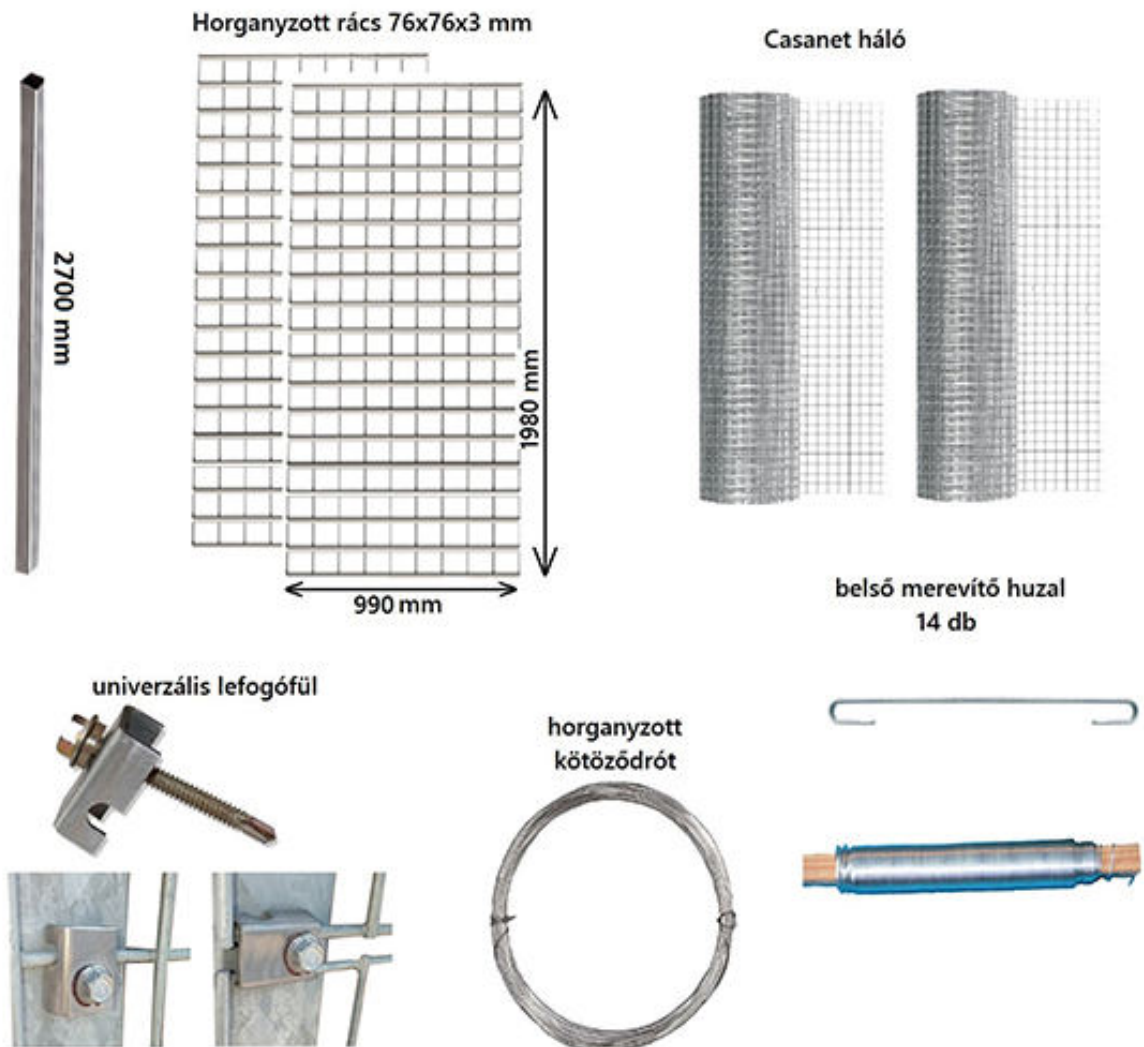 Horganyzott rács 76x76x3 mm
Casanet háló
2700 mm
1980 mm
990 mm
belső merevítő huzal
14 db
univerzális lefogófül
horganyzott
kötöződrót